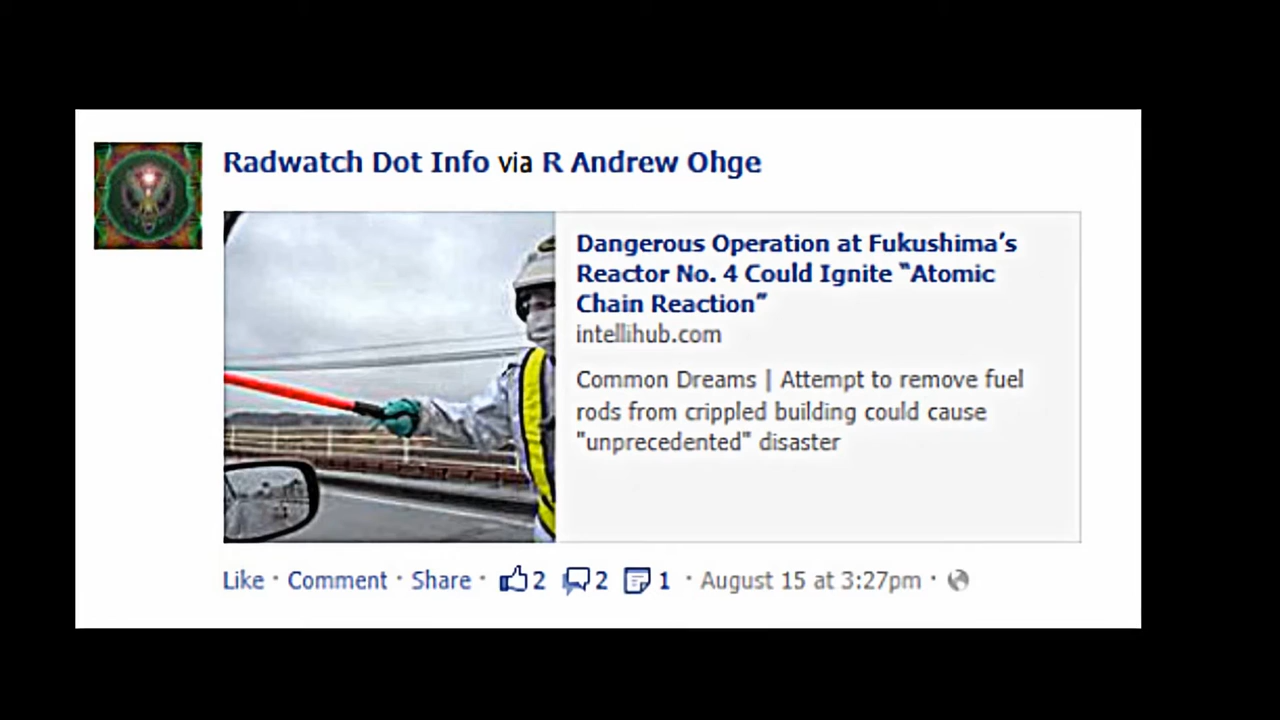 Radwatch Dot Info via R Andrew Ohge
Dangerous Operation at Fukushima’s
Reactor No. 4 Could Ignite “Atomic
Chain Reaction”
intellihub.com
Common Dreams | Attempt to remove fuel
rods from crippled building could cause
"unprecedented" disaster
Like · Comment · Share · 2 2 1 · August 15 at 3:27pm ·